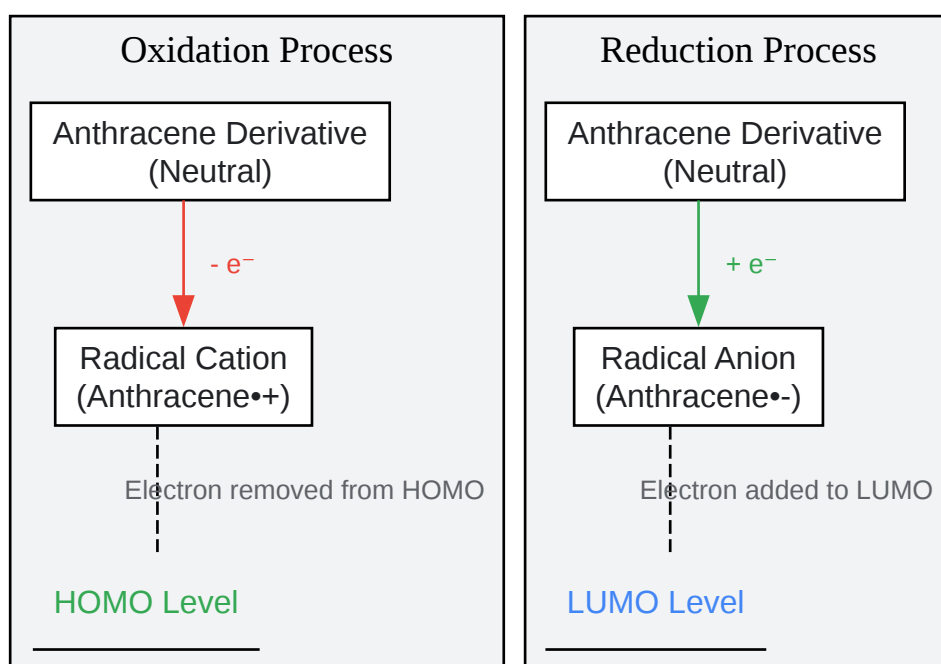 Oxidation Process
Anthracene Derivative
(Neutral)
- e⁻
Radical Cation
(Anthracene•+)
Electron removed from HOMO
HOMO Level
Reduction Process
Anthracene Derivative
(Neutral)
+ e⁻
Radical Anion
(Anthracene•-)
Electron added to LUMO
LUMO Level